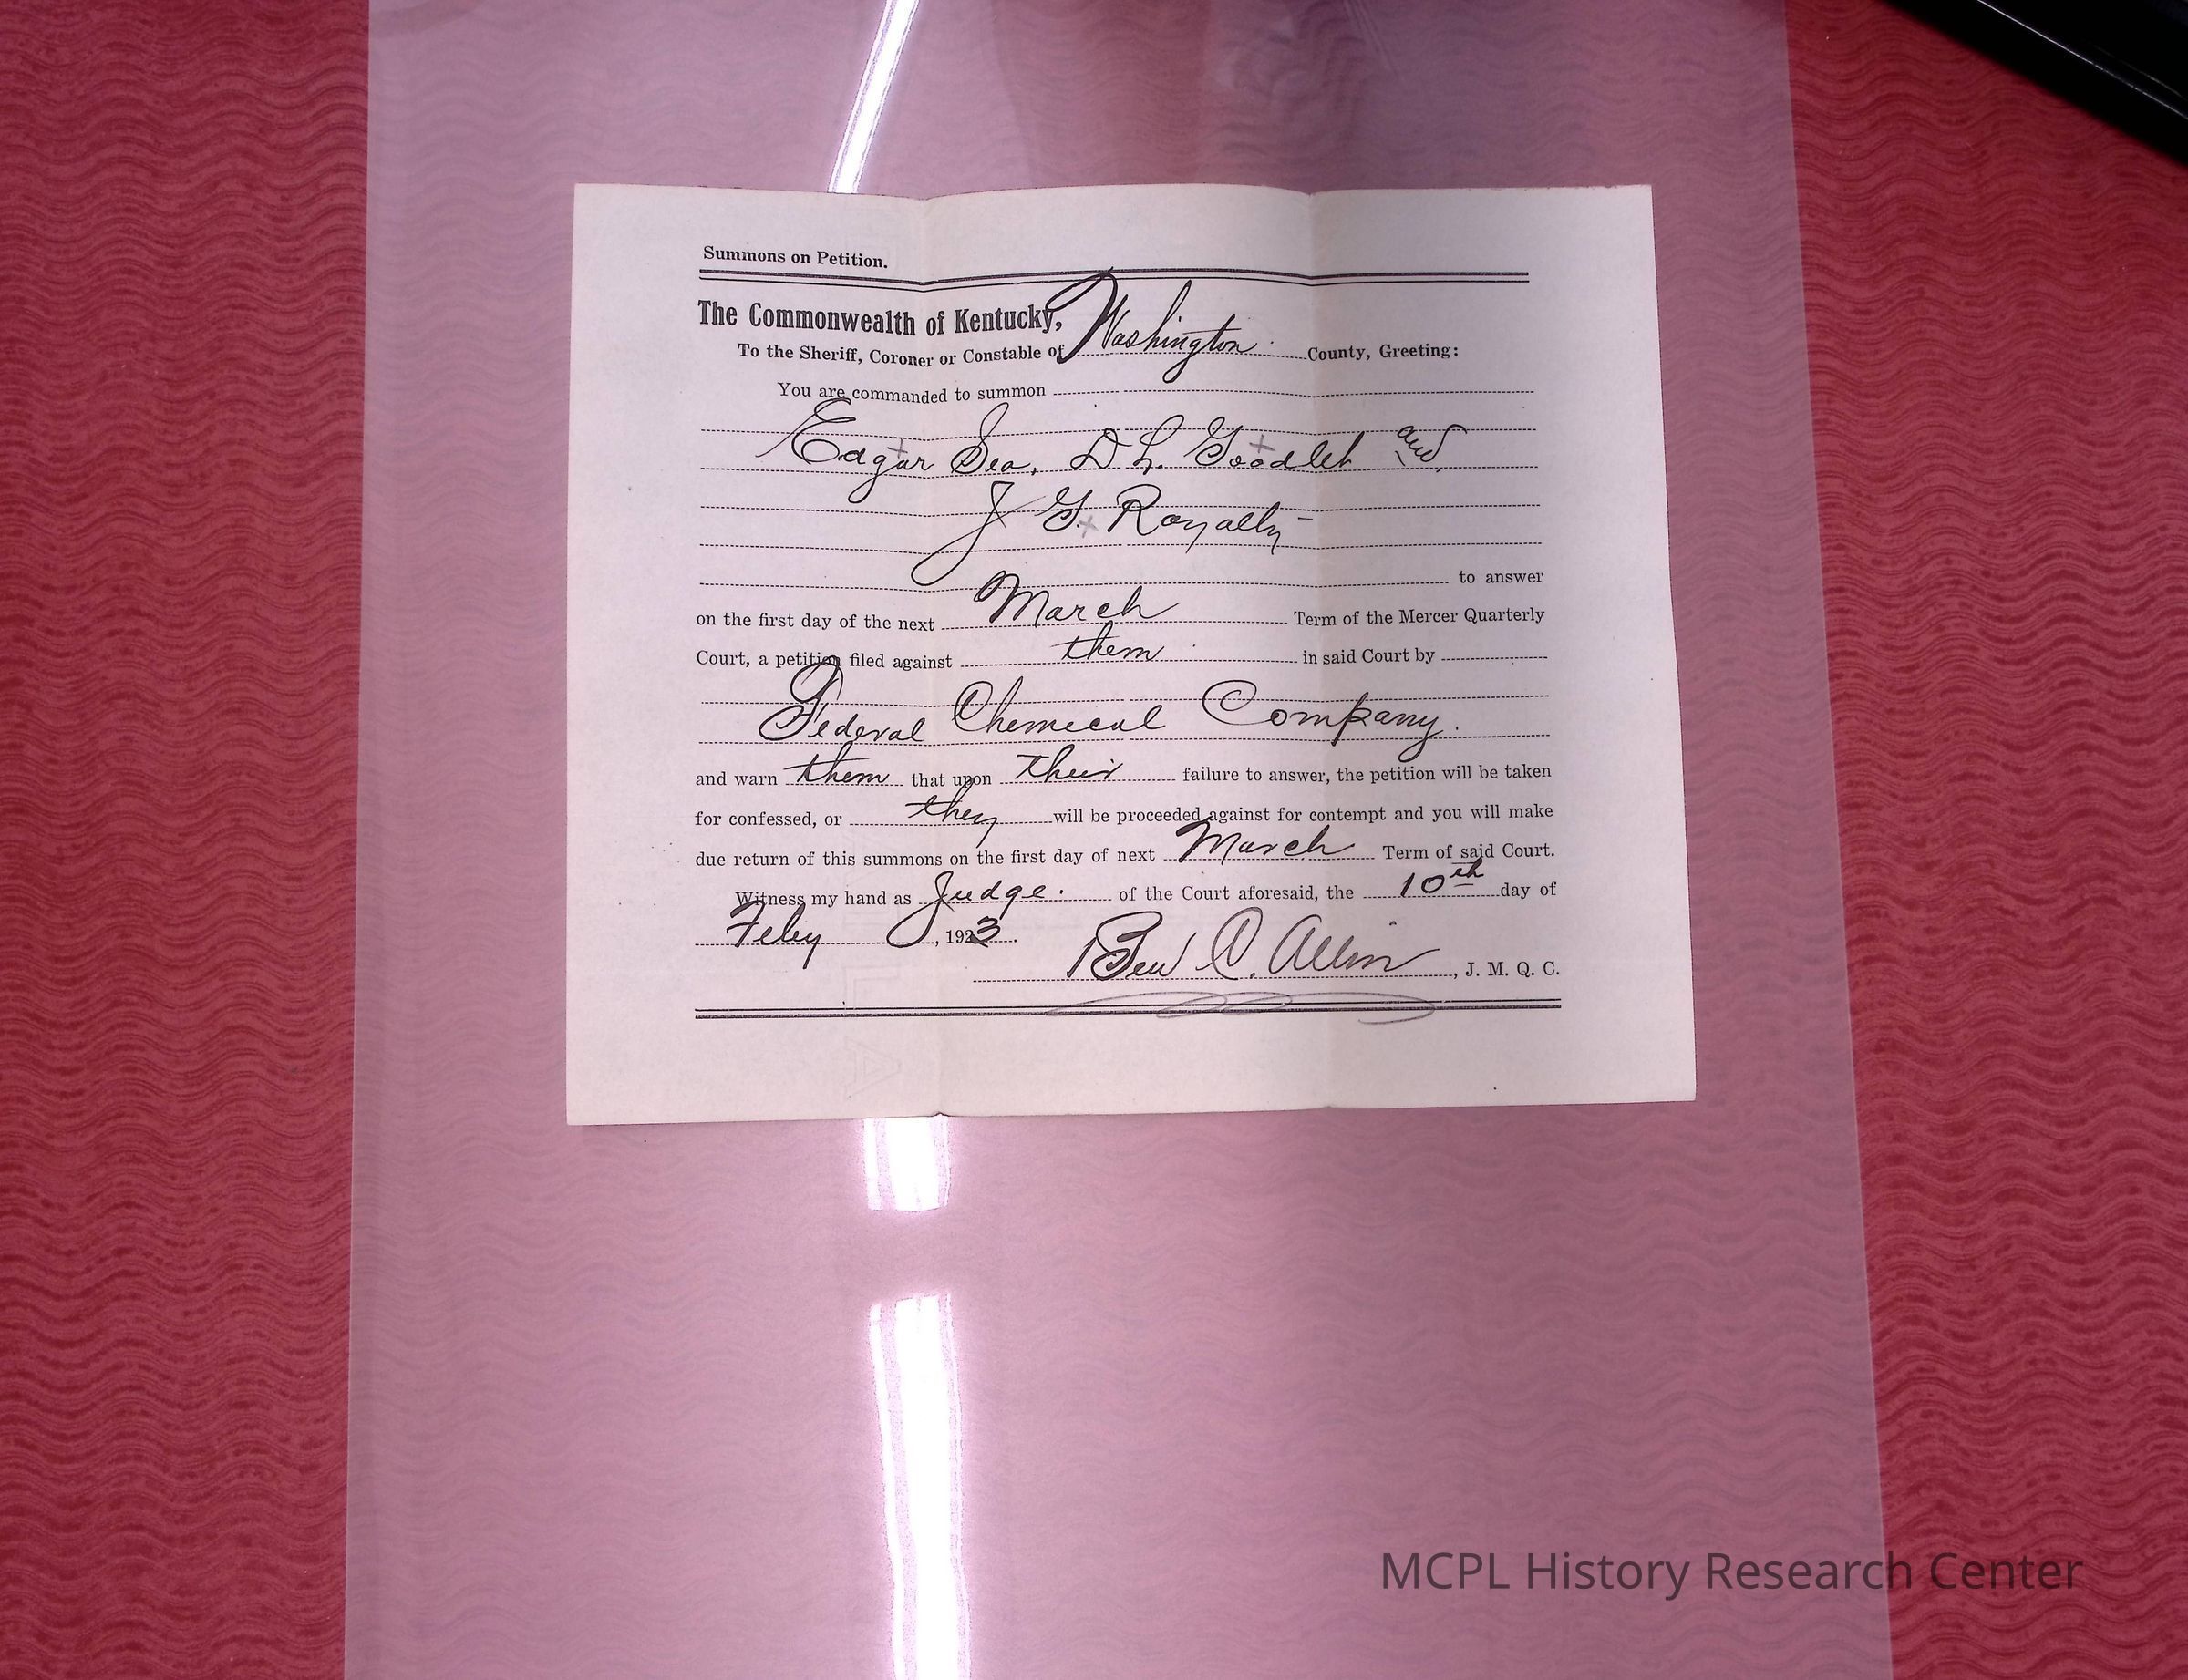 Summons on Petition.
The Commonwealth of Kentucky,
To the Sheriff, Coroner or Constable of Washington County, Greeting:
You are commanded to summon
Edgar Sea, D L. Goodlet and
J G. Royalty
to answer
on the first day of the next March Term of the Mercer Quarterly
Court, a petition filed against them in said Court by
Federal Chemical Company.
and warn them that upon their failure to answer, the petition will be taken
for confessed, or they will be proceeded against for contempt and you will make
due return of this summons on the first day of next March Term of said Court.
Witness my hand as Judge. of the Court aforesaid, the 10th day of
Feby, 1923.
Ben C. Allin, J. M. Q. C.
MCPL History Research Center